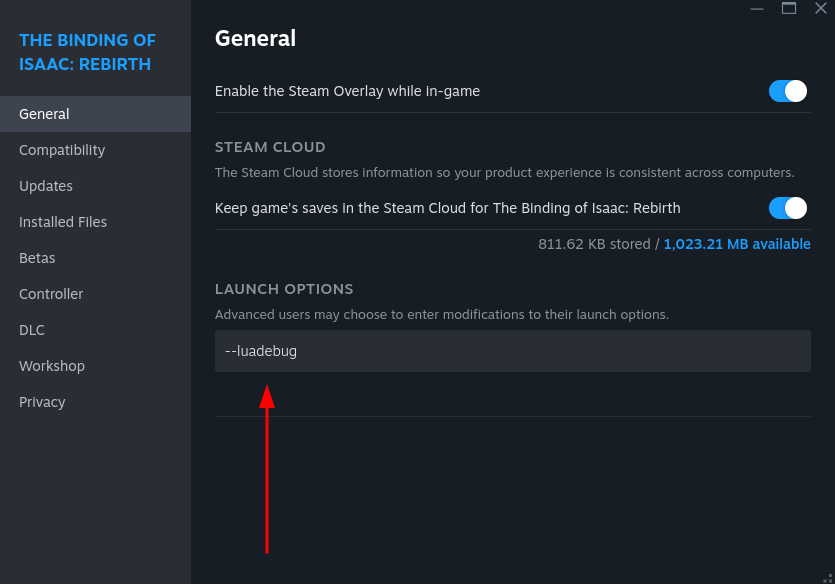 THE BINDING OF
ISAAC: REBIRTH
General
Compatibility
Updates
Installed Files
Betas
Controller
DLC
Workshop
Privacy
General
Enable the Steam Overlay while in-game
STEAM CLOUD
The Steam Cloud stores information so your product experience is consistent across computers.
Keep game's saves in the Steam Cloud for The Binding of Isaac: Rebirth
811.62 KB stored / 1,023.21 MB available
LAUNCH OPTIONS
Advanced users may choose to enter modifications to their launch options.
--luadebug